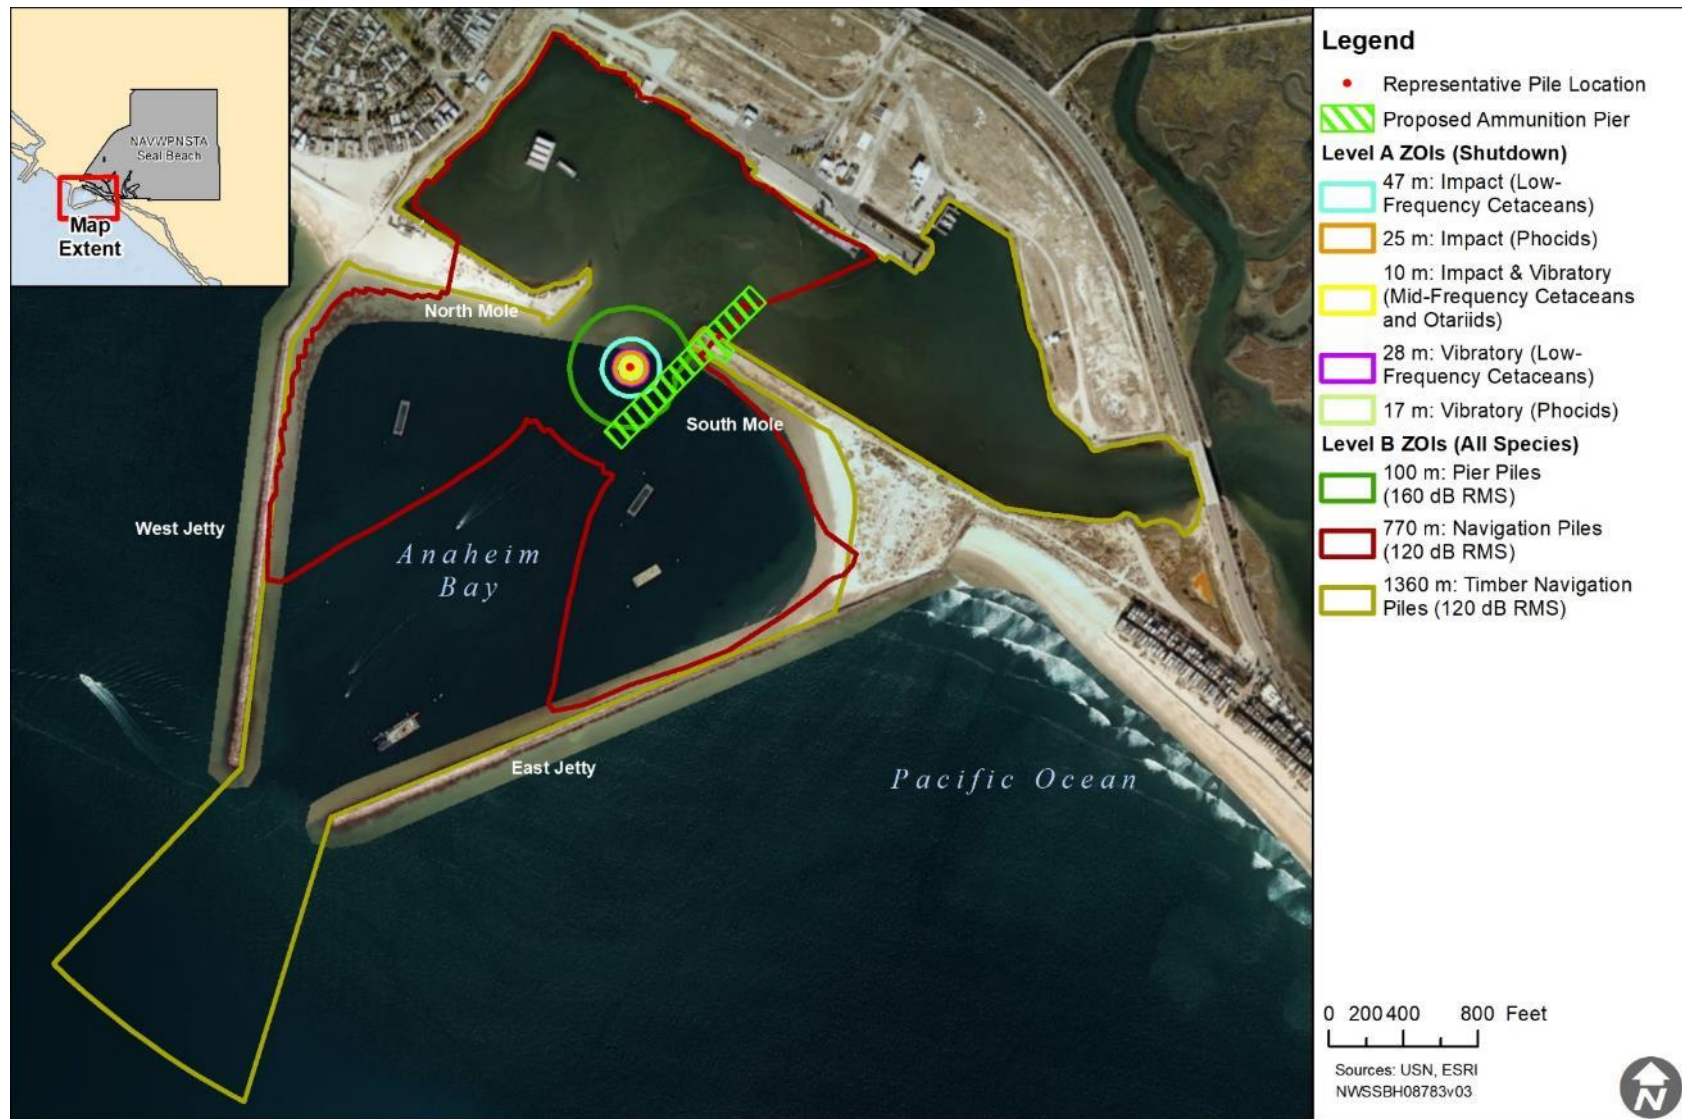 NAVWPNSTA
Seal Beach
Map
Extent
North Mole
South Mole
West Jetty
Anaheim
Bay
East Jetty
Pacific Ocean
Legend
Representative Pile Location
Proposed Ammunition Pier
Level A ZOIs (Shutdown)
47 m: Impact (Low-
Frequency Cetaceans)
25 m: Impact (Phocids)
10 m: Impact & Vibratory
(Mid-Frequency Cetaceans
and Otariids)
28 m: Vibratory (Low-
Frequency Cetaceans)
17 m: Vibratory (Phocids)
Level B ZOIs (All Species)
100 m: Pier Piles
(160 dB RMS)
770 m: Navigation Piles
(120 dB RMS)
1360 m: Timber Navigation
Piles (120 dB RMS)
0 200 400 800 Feet
Sources: USN, ESRI
NWSSBH08783v03
N